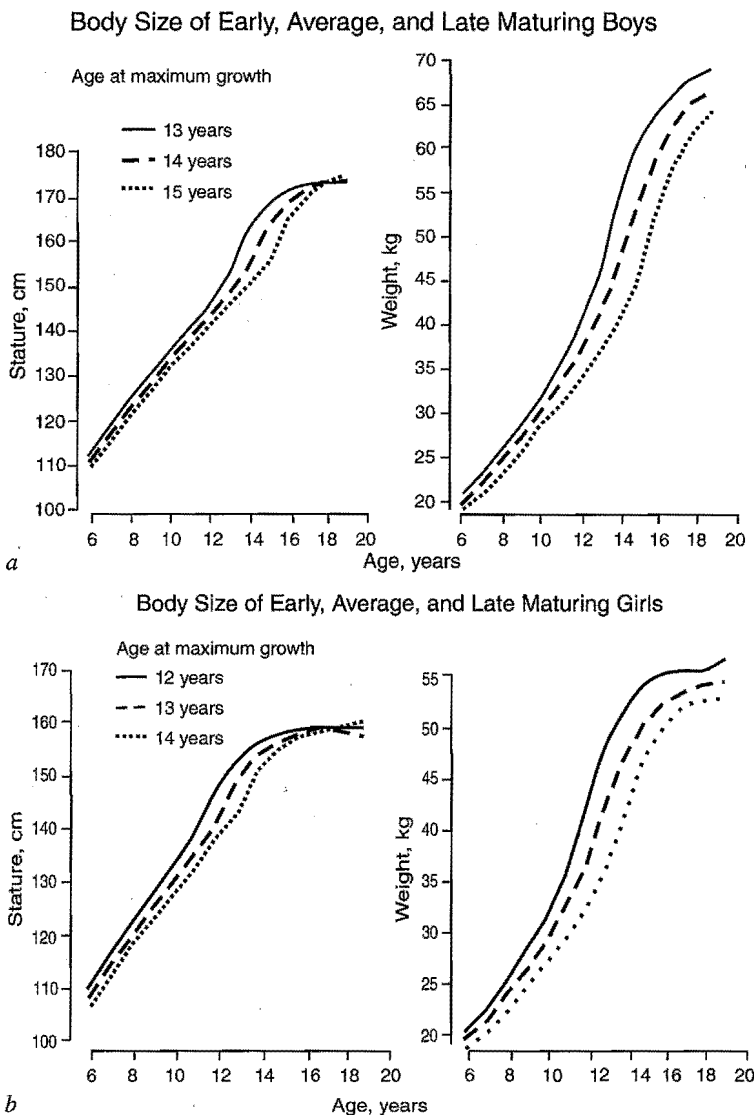 Body Size of Early, Average, and Late Maturing Boys
Age at maximum growth
13 years
14 years
15 years
180
170
160
150
140
130
120
110
100
Stature, cm
6 8 10 12 14 16 18 20
70
65
60
55
50
45
40
35
30
25
20
Weight, kg
6 8 10 12 14 16 18 20
a
Age, years
Body Size of Early, Average, and Late Maturing Girls
Age at maximum growth
12 years
13 years
14 years
170
160
150
140
130
120
110
100
Stature, cm
6 8 10 12 14 16 18 20
55
50
45
40
35
30
25
20
Weight, kg
6 8 10 12 14 16 18 20
b
Age, years